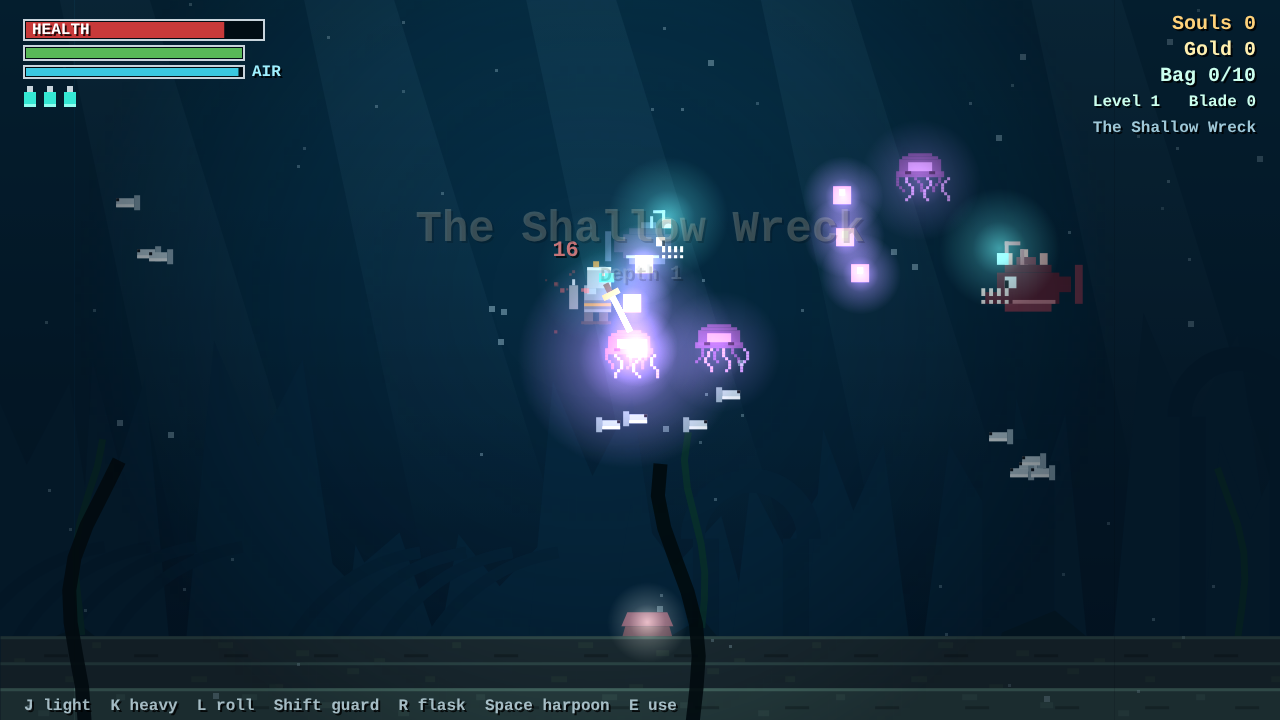 HEALTH
AIR
Souls 0
Gold 0
Bag 0/10
Level 1 Blade 0
The Shallow Wreck
The Shallow Wreck
16
Depth 1
J light K heavy L roll Shift guard R flask Space harpoon E use